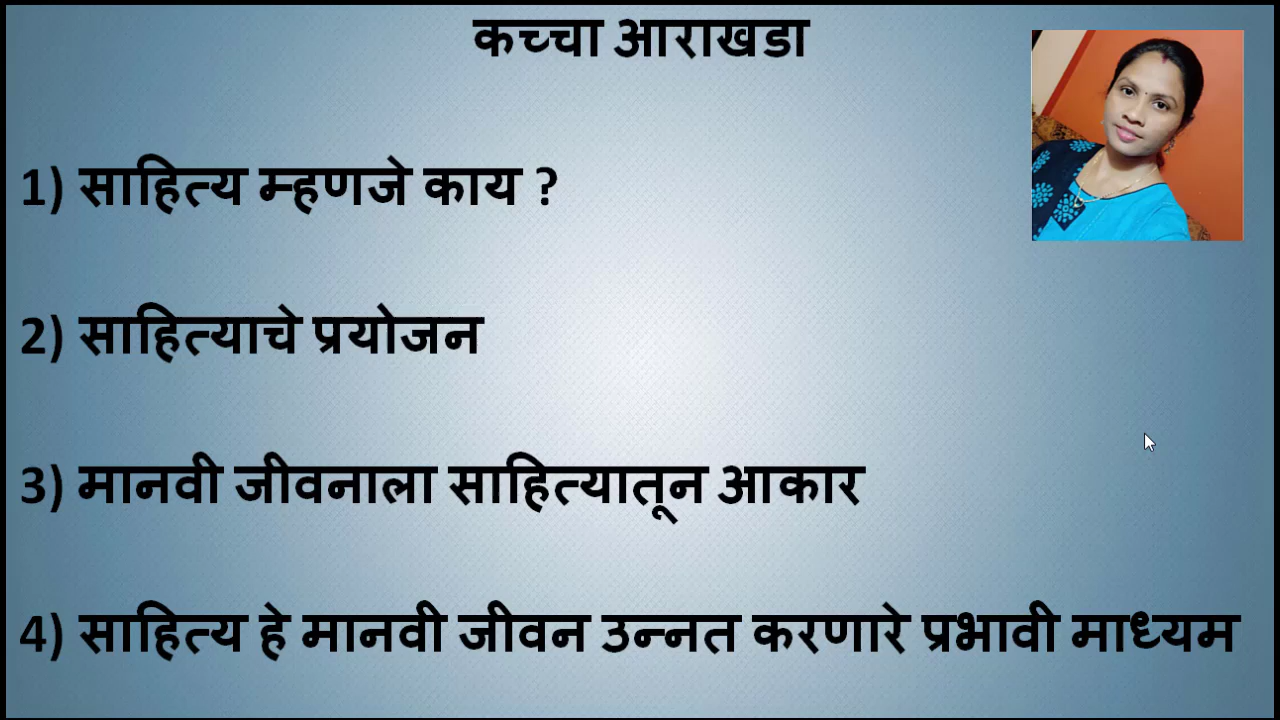 कच्चा आराखडा
1) साहित्य म्हणजे काय ?
2) साहित्याचे प्रयोजन
3) मानवी जीवनाला साहित्यातून आकार
4) साहित्य हे मानवी जीवन उन्नत करणारे प्रभावी माध्यम